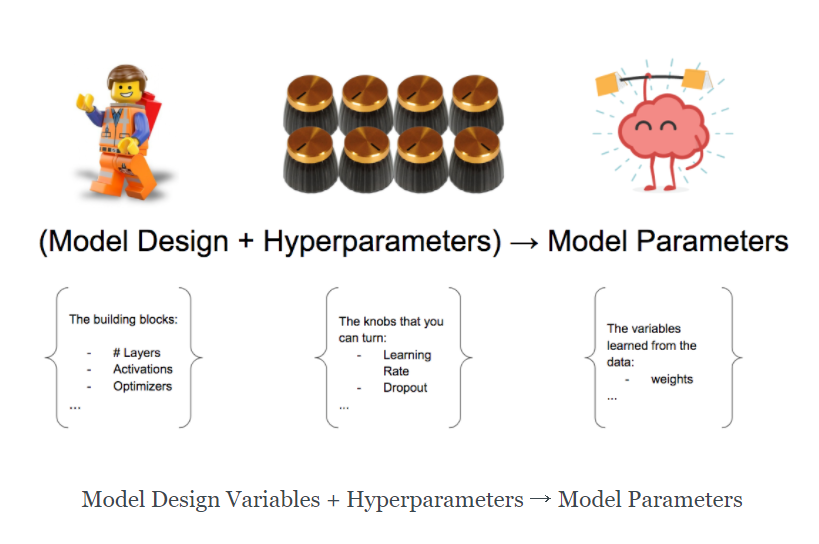 (Model Design + Hyperparameters) → Model Parameters
The building blocks:
- # Layers
- Activations
- Optimizers
...
The knobs that you
can turn:
- Learning
Rate
- Dropout
...
The variables
learned from the
data:
- weights
...
Model Design Variables + Hyperparameters → Model Parameters